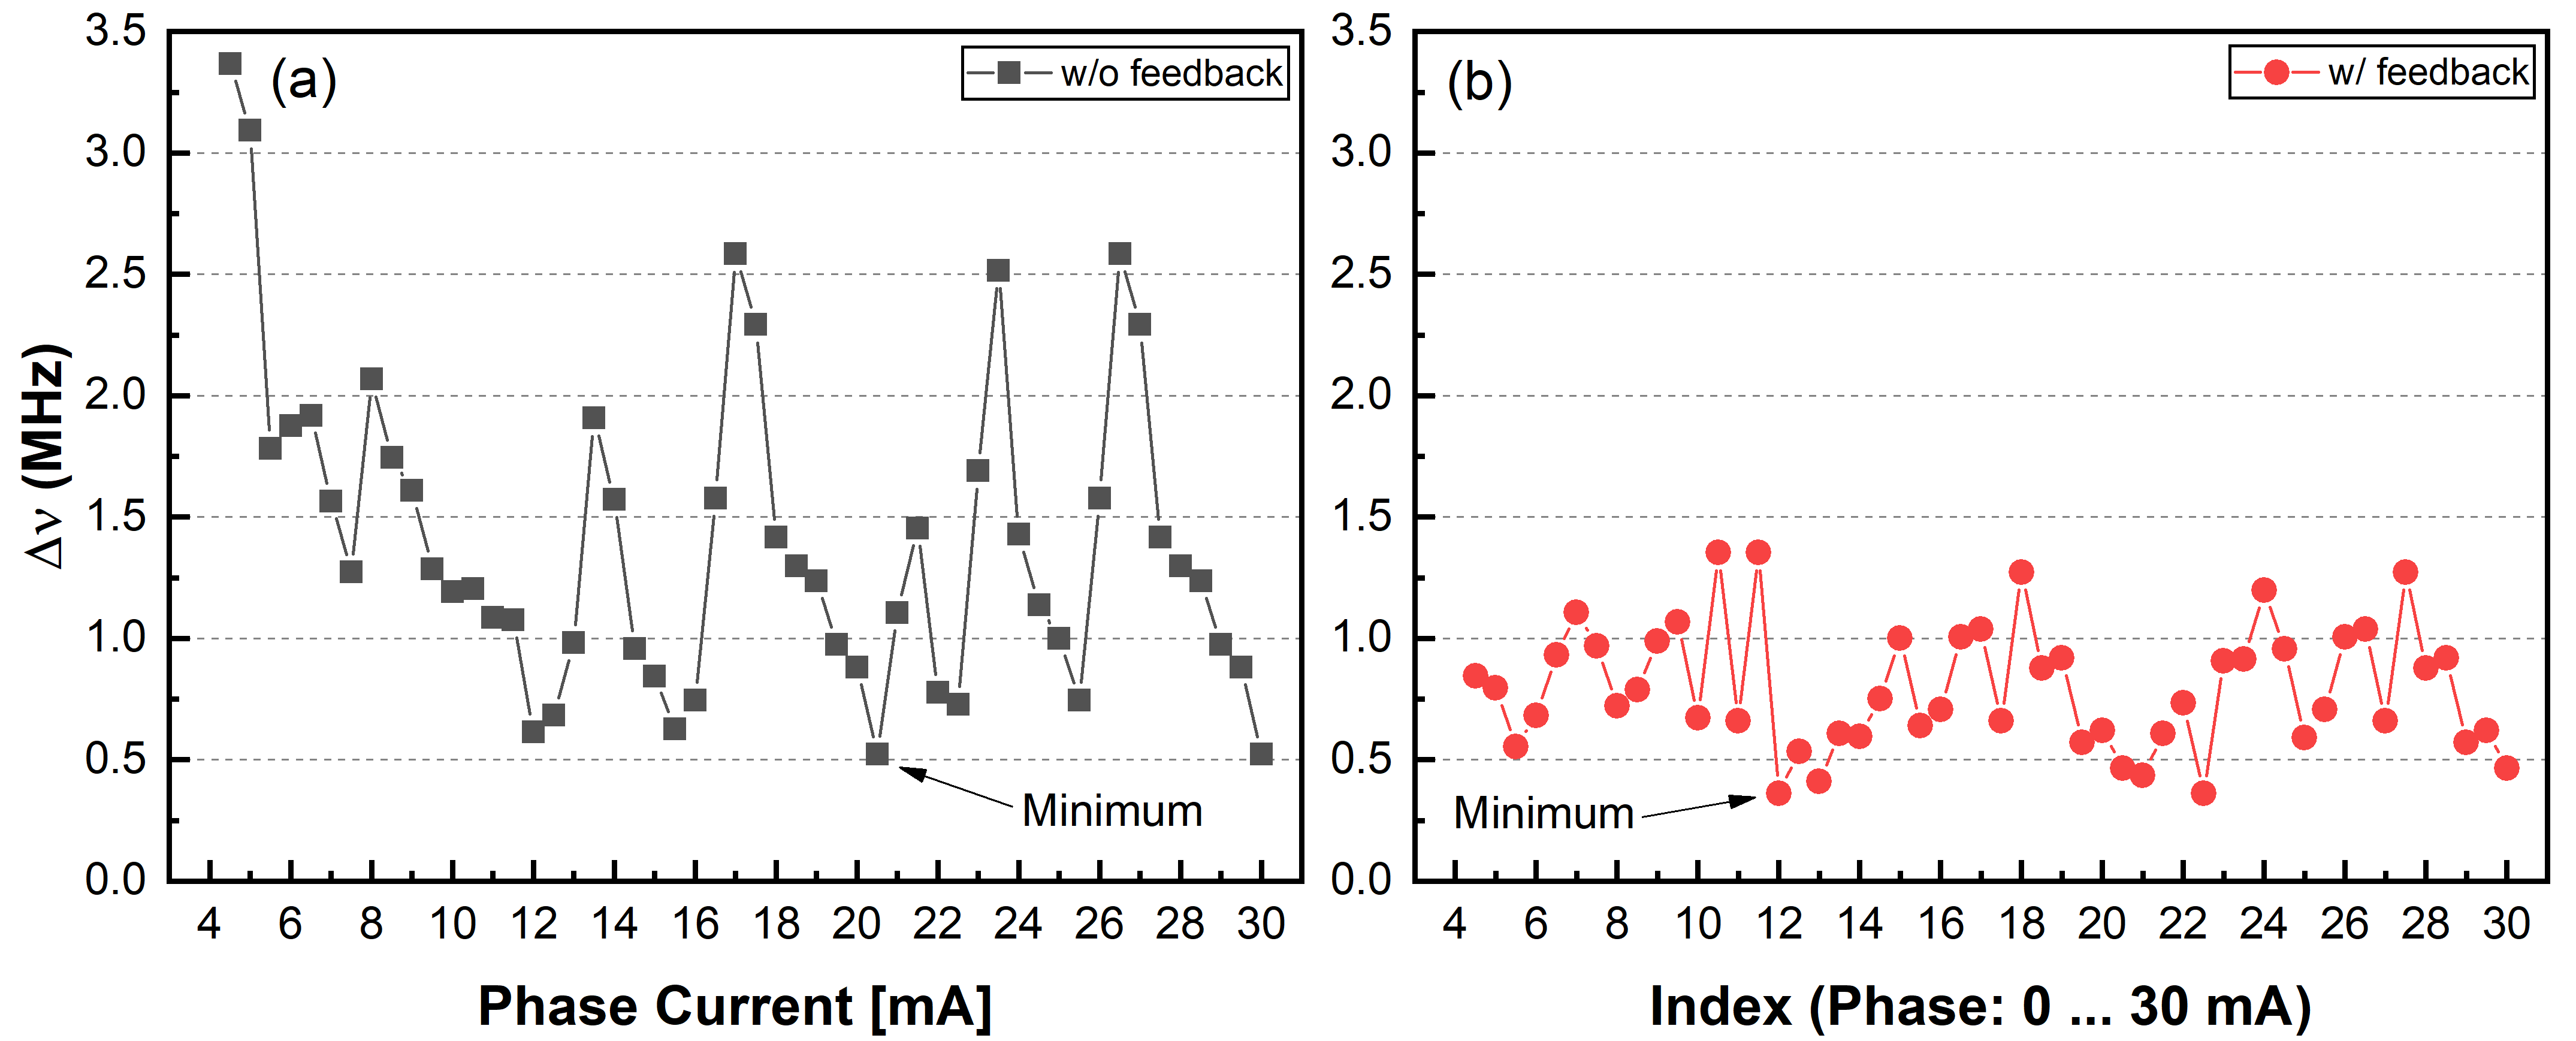 (a)
w/o feedback
3.5
3.0
2.5
2.0
1.5
1.0
0.5
0.0
Δν (MHz)
Minimum
4 6 8 10 12 14 16 18 20 22 24 26 28 30
Phase Current [mA]
(b)
w/ feedback
3.5
3.0
2.5
2.0
1.5
1.0
0.5
0.0
Minimum
4 6 8 10 12 14 16 18 20 22 24 26 28 30
Index (Phase: 0 ... 30 mA)